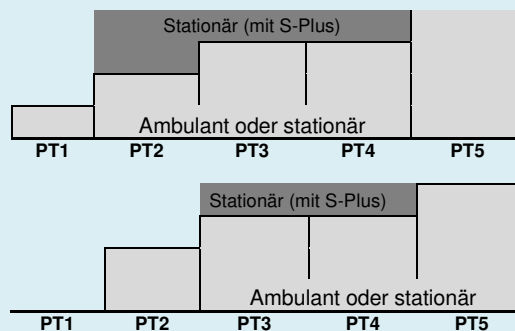 Stationär (mit S-Plus)
Ambulant oder stationär
PT1 PT2 PT3 PT4 PT5
Stationär (mit S-Plus)
Ambulant oder stationär
PT1 PT2 PT3 PT4 PT5